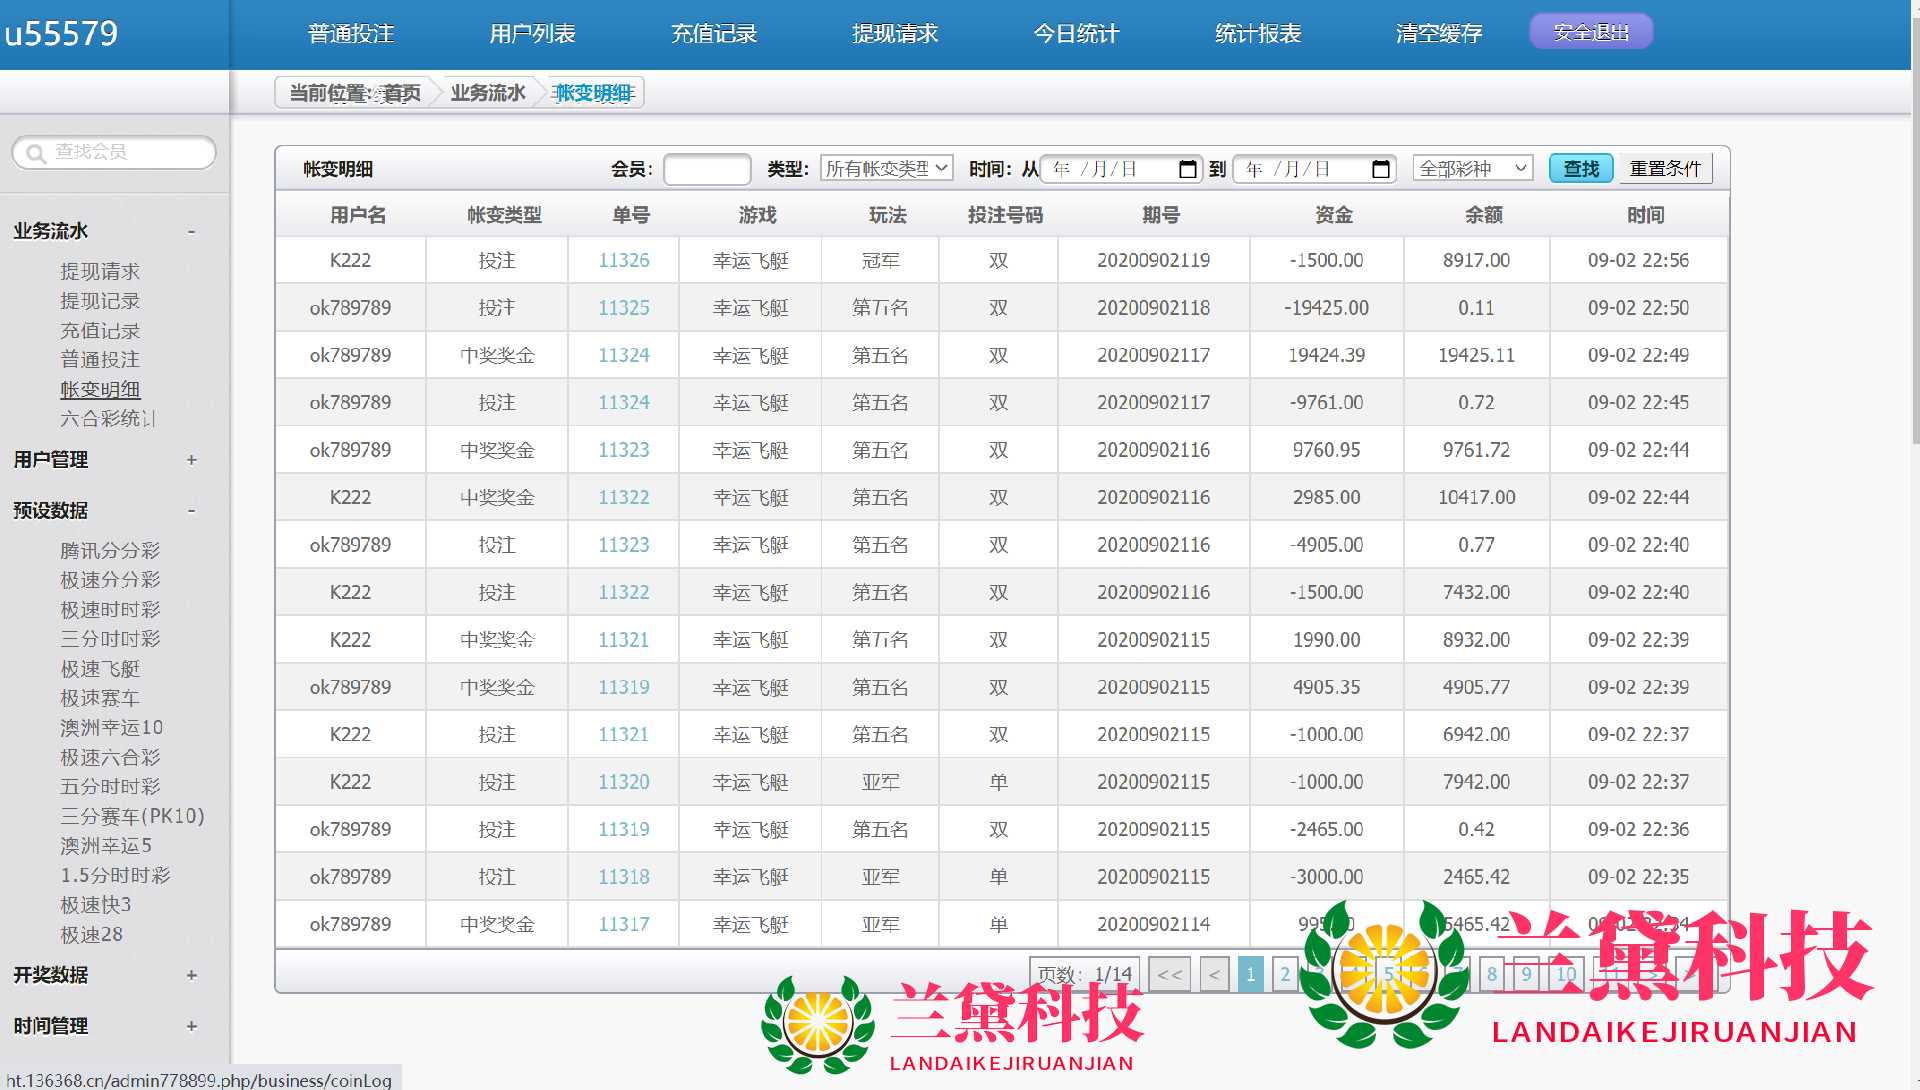 u55579
普通投注 用户列表 充值记录 提现请求 今日统计 统计报表 清空缓存 安全退出
当前位置: 首页 业务流水 帐变明细
查找会员
业务流水 -
提现请求
提现记录
充值记录
普通投注
帐变明细
六合彩统计
用户管理 +
预设数据 -
腾讯分分彩
极速分分彩
极速时时彩
三分时时彩
极速飞艇
极速赛车
澳洲幸运10
极速六合彩
五分时时彩
三分赛车(PK10)
澳洲幸运5
1.5分时时彩
极速快3
极速28
开奖数据 +
时间管理 +
帐变明细 会员: 类型: 所有帐变类型 时间: 从 年 /月/日 到 年 /月/日 全部彩种 查找 重置条件
用户名 帐变类型 单号 游戏 玩法 投注号码 期号 资金 余额 时间
K222 投注 11326 幸运飞艇 冠军 双 20200902119 -1500.00 8917.00 09-02 22:56
ok789789 投注 11325 幸运飞艇 第五名 双 20200902118 -19425.00 0.11 09-02 22:50
ok789789 中奖奖金 11324 幸运飞艇 第五名 双 20200902117 19424.39 19425.11 09-02 22:49
ok789789 投注 11324 幸运飞艇 第五名 双 20200902117 -9761.00 0.72 09-02 22:45
ok789789 中奖奖金 11323 幸运飞艇 第五名 双 20200902116 9760.95 9761.72 09-02 22:44
K222 中奖奖金 11322 幸运飞艇 第五名 双 20200902116 2985.00 10417.00 09-02 22:44
ok789789 投注 11323 幸运飞艇 第五名 双 20200902116 -4905.00 0.77 09-02 22:40
K222 投注 11322 幸运飞艇 第五名 双 20200902116 -1500.00 7432.00 09-02 22:40
K222 中奖奖金 11321 幸运飞艇 第五名 双 20200902115 1990.00 8932.00 09-02 22:39
ok789789 中奖奖金 11319 幸运飞艇 第五名 双 20200902115 4905.35 4905.77 09-02 22:39
K222 投注 11321 幸运飞艇 第五名 双 20200902115 -1000.00 6942.00 09-02 22:37
K222 投注 11320 幸运飞艇 亚军 单 20200902115 -1000.00 7942.00 09-02 22:37
ok789789 投注 11319 幸运飞艇 第五名 双 20200902115 -2465.00 0.42 09-02 22:36
ok789789 投注 11318 幸运飞艇 亚军 单 20200902115 -3000.00 2465.42 09-02 22:35
ok789789 中奖奖金 11317 幸运飞艇 亚军 单 20200902114 5465.42
页数: 1/14 << < 1 2 5 8 9 10
兰黛科技
LANDAIKEJIRUANJIAN
兰黛科技
LANDAIKEJIRUANJIAN
ht.136368.cn/admin778899.php/business/coinLog